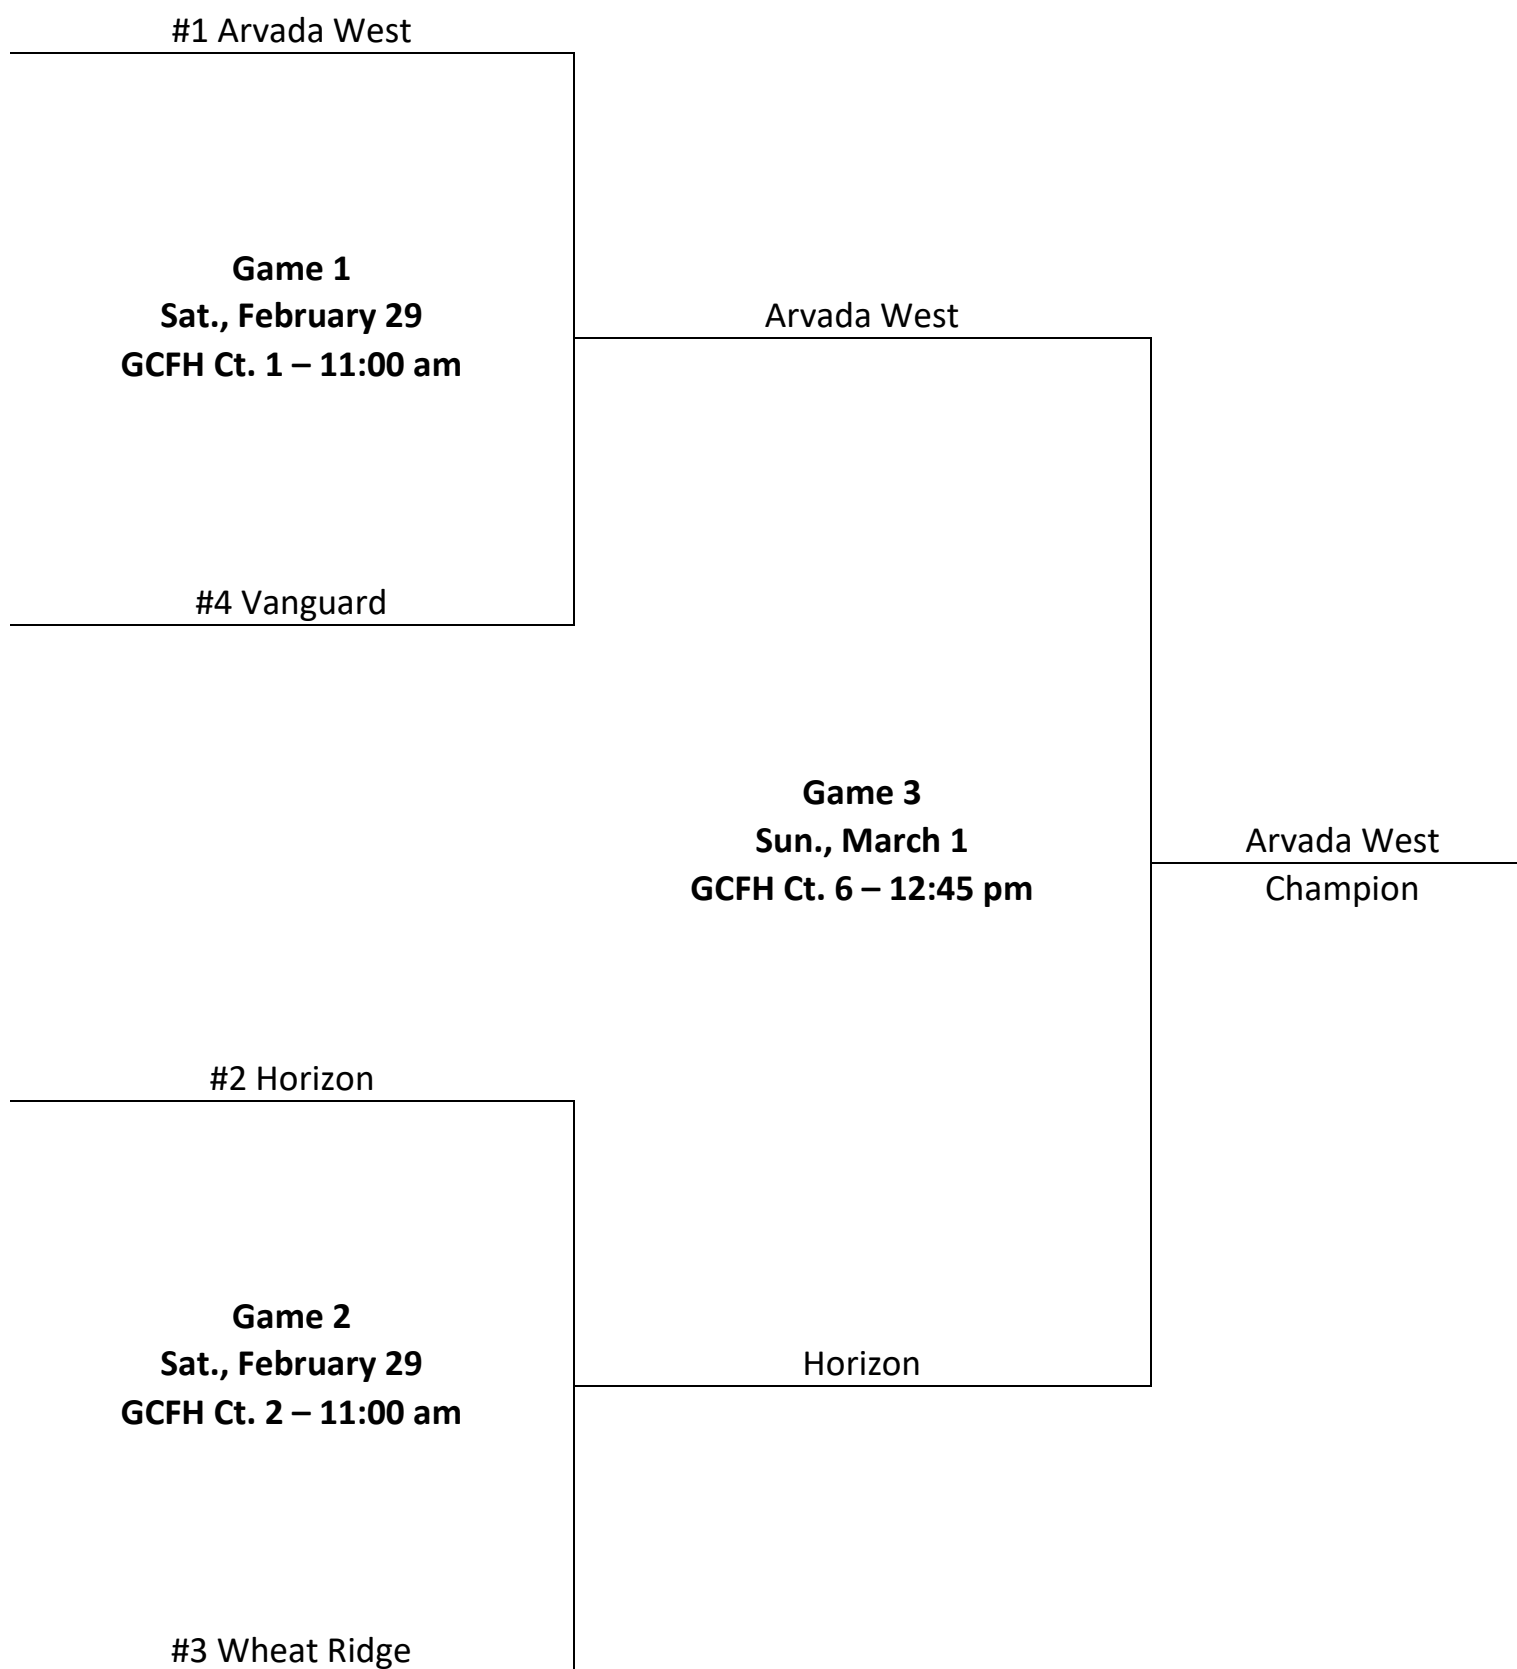 #1 Arvada West
Game 1
Sat., February 29
GCFH Ct. 1 – 11:00 am
Arvada West
#4 Vanguard
Game 3
Sun., March 1
GCFH Ct. 6 – 12:45 pm
Arvada West
Champion
#2 Horizon
Game 2
Sat., February 29
GCFH Ct. 2 – 11:00 am
Horizon
#3 Wheat Ridge